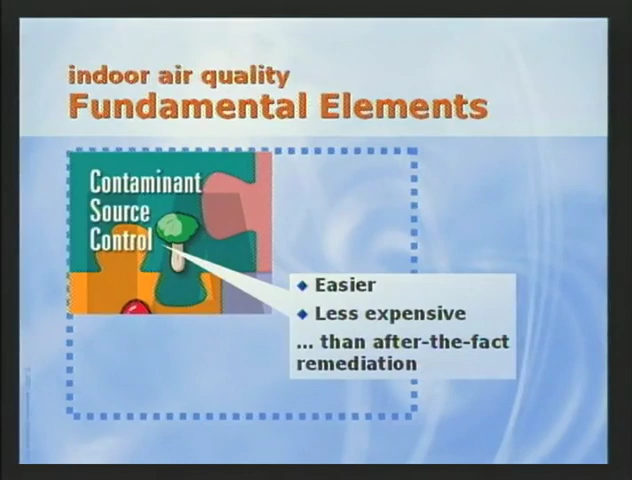 indoor air quality
Fundamental Elements
Contaminant
Source
Control
Easier
Less expensive
... than after-the-fact
remediation